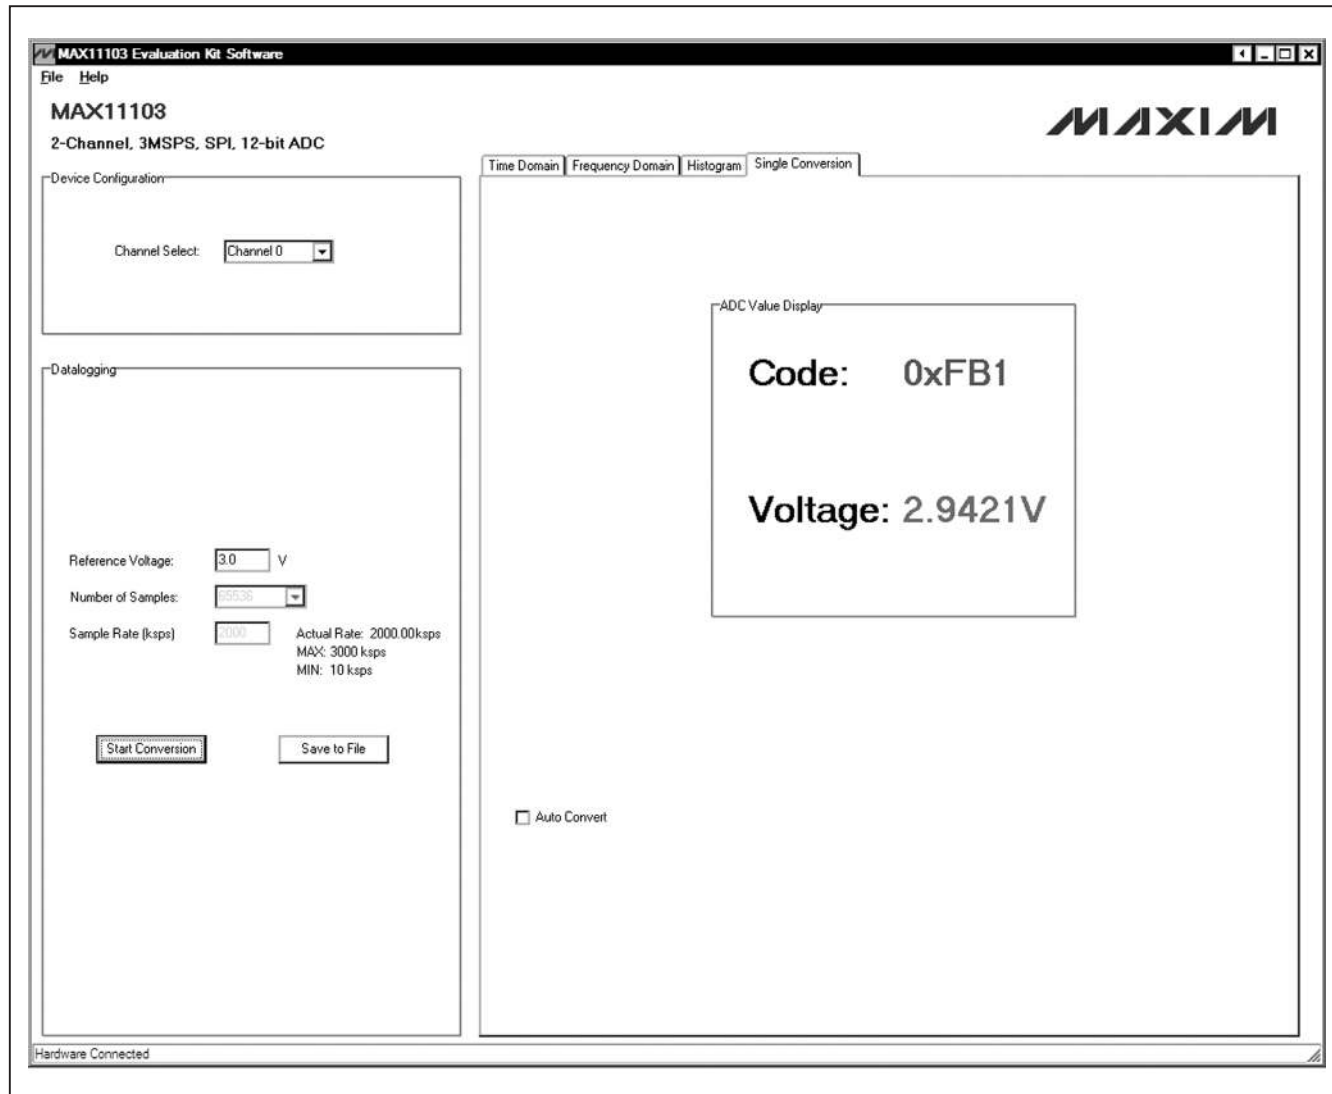 MAX11103 Evaluation Kit Software
File Help
MAX11103
2-Channel, 3MSPS, SPI, 12-bit ADC
MAXIM
Device Configuration
Channel Select: Channel 0
Datalogging
Reference Voltage: 3.0 V
Number of Samples: 65536
Sample Rate (ksps) 2000 Actual Rate: 2000.00ksps
MAX: 3000 ksps
MIN: 10 ksps
Start Conversion Save to File
Time Domain Frequency Domain Histogram Single Conversion
ADC Value Display
Code: 0xFB1
Voltage: 2.9421V
Auto Convert
Hardware Connected